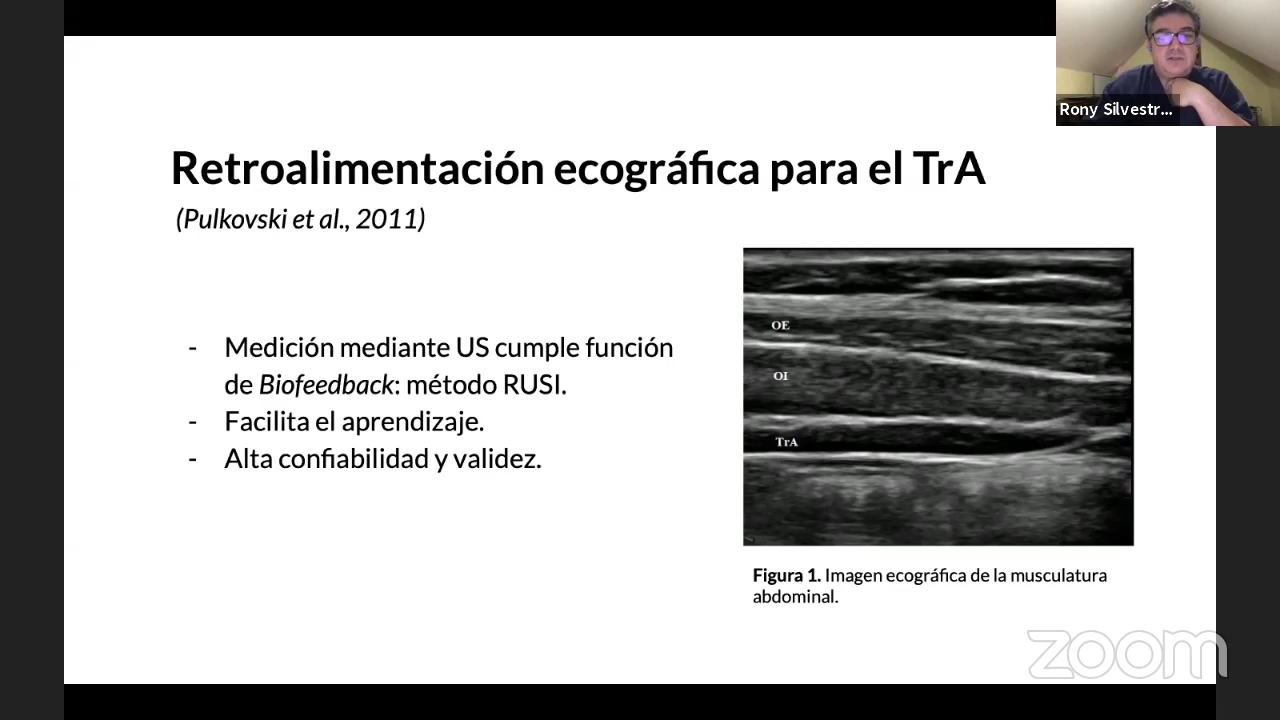 Rony Silvestr...
Retroalimentación ecográfica para el TrA
(Pulkovski et al., 2011)
- Medición mediante US cumple función
de Biofeedback: método RUSI.
- Facilita el aprendizaje.
- Alta confiabilidad y validez.
OE
OI
TrA
Figura 1. Imagen ecográfica de la musculatura
abdominal.
zoom